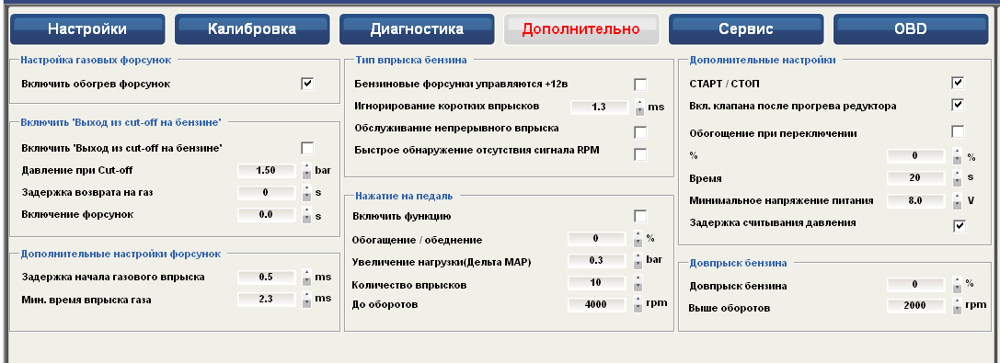 Настройки Калибровка Диагностика Дополнительно Сервис OBD
Настройка газовых форсунок
Включить обогрев форсунок
Включить 'Выход из cut-off на бензине'
Включить 'Выход из cut-off на бензине'
Давление при Cut-off 1.50 bar
Задержка возврата на газ 0 s
Включение форсунок 0.0 s
Дополнительные настройки форсунок
Задержка начала газового впрыска 0.5 ms
Мин. время впрыска газа 2.3 ms
Тип впрыска бензина
Бензиновые форсунки управляются +12в
Игнорирование коротких впрысков 1.3 ms
Обслуживание непрерывного впрыска
Быстрое обнаружение отсутствия сигнала RPM
Нажатие на педаль
Включить функцию
Обогащение / обеднение 0 %
Увеличение нагрузки(Дельта MAP) 0.3 bar
Количество впрысков 10
До оборотов 4000 rpm
Дополнительные настройки
СТАРТ / СТОП
Вкл. клапана после прогрева редуктора
Обогощение при переключении
% 0 %
Время 20 s
Минимальное напряжение питания 8.0 V
Задержка считывания давления
Довпрыск бензина
Довпрыск бензина 0 %
Выше оборотов 2000 rpm